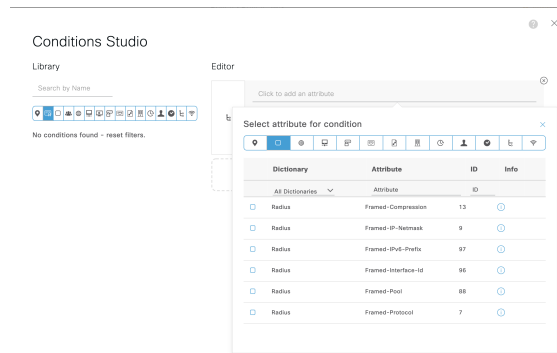 Conditions Studio
Library
Editor
Search by Name
Click to add an attribute
No conditions found - reset filters.
Select attribute for condition
Dictionary Attribute ID Info
All Dictionaries Attribute ID
Radius Framed-Compression 13
Radius Framed-IP-Netmask 9
Radius Framed-IPv6-Prefix 97
Radius Framed-Interface-Id 96
Radius Framed-Pool 88
Radius Framed-Protocol 7